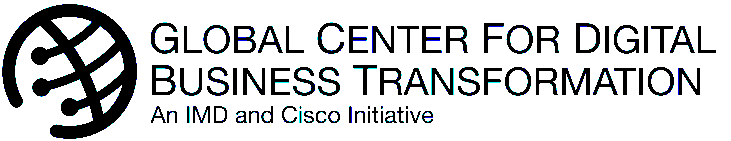 GLOBAL CENTER FOR DIGITAL
BUSINESS TRANSFORMATION
An IMD and Cisco Initiative